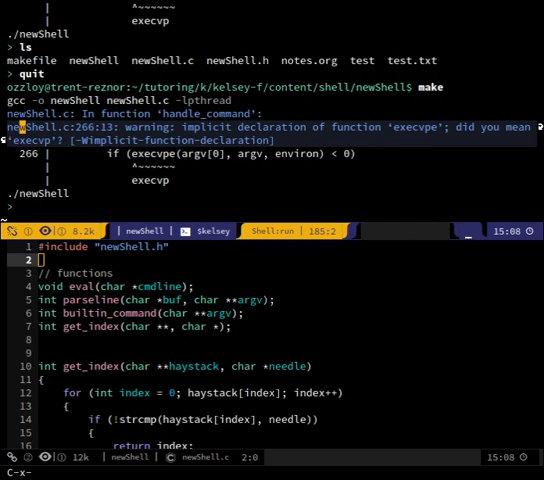 |             ^~~~~~~
|             execvp
./newShell
> ls
makefile  newShell  newShell.c  newShell.h  notes.org  test  test.txt
> quit
ozzloy@trent-reznor:~/tutoring/k/kelsey-f/content/shell/newShell$ make
gcc -o newShell newShell.c -lpthread
newShell.c: In function ‘handle_command’:
newShell.c:266:13: warning: implicit declaration of function ‘execvpe’; did you mean
‘execvp’? [-Wimplicit-function-declaration]
266 |         if (execvpe(argv[0], argv, environ) < 0)
|             ^~~~~~~
|             execvp
./newShell
>
~
① ① 8.2k | newShell | $kelsey Shell:run | 185:2 15:08
1 #include "newShell.h"
2
3 // functions
4 void eval(char *cmdline);
5 int parseline(char *buf, char **argv);
6 int builtin_command(char **argv);
7 int get_index(char **, char *);
8
9
10 int get_index(char **haystack, char *needle)
11 {
12     for (int index = 0; haystack[index]; index++)
13     {
14         if (!strcmp(haystack[index], needle))
15         {
16             return index;
② ① 12k | newShell | C newShell.c 2:0 15:08
C-x-